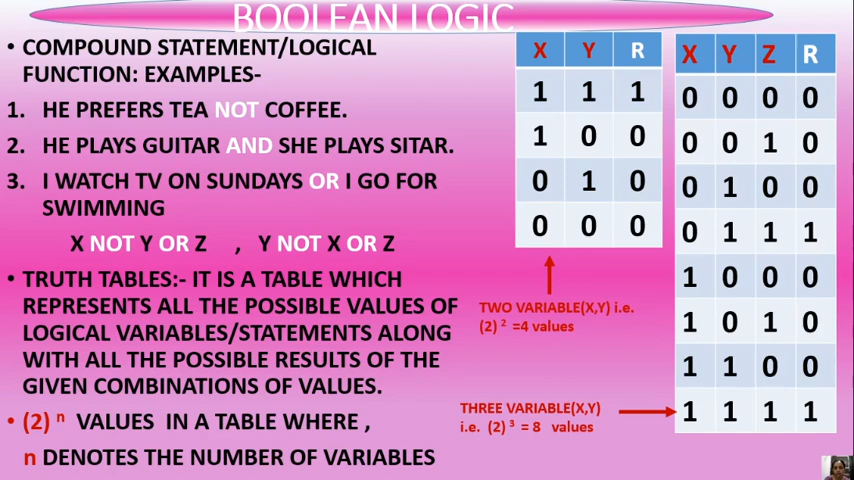 BOOLEAN LOGIC
• COMPOUND STATEMENT/LOGICAL
FUNCTION: EXAMPLES-
1. HE PREFERS TEA NOT COFFEE.
2. HE PLAYS GUITAR AND SHE PLAYS SITAR.
3. I WATCH TV ON SUNDAYS OR I GO FOR
SWIMMING
X NOT Y OR Z , Y NOT X OR Z
• TRUTH TABLES:- IT IS A TABLE WHICH
REPRESENTS ALL THE POSSIBLE VALUES OF
LOGICAL VARIABLES/STATEMENTS ALONG
WITH ALL THE POSSIBLE RESULTS OF THE
GIVEN COMBINATIONS OF VALUES.
• (2) ⁿ VALUES IN A TABLE WHERE ,
n DENOTES THE NUMBER OF VARIABLES
X Y R
1 1 1
1 0 0
0 1 0
0 0 0
TWO VARIABLE(X,Y) i.e.
(2) ² =4 values
THREE VARIABLE(X,Y)
i.e. (2) ³ = 8 values
X Y Z R
0 0 0 0
0 0 1 0
0 1 0 0
0 1 1 1
1 0 0 0
1 0 1 0
1 1 0 0
1 1 1 1